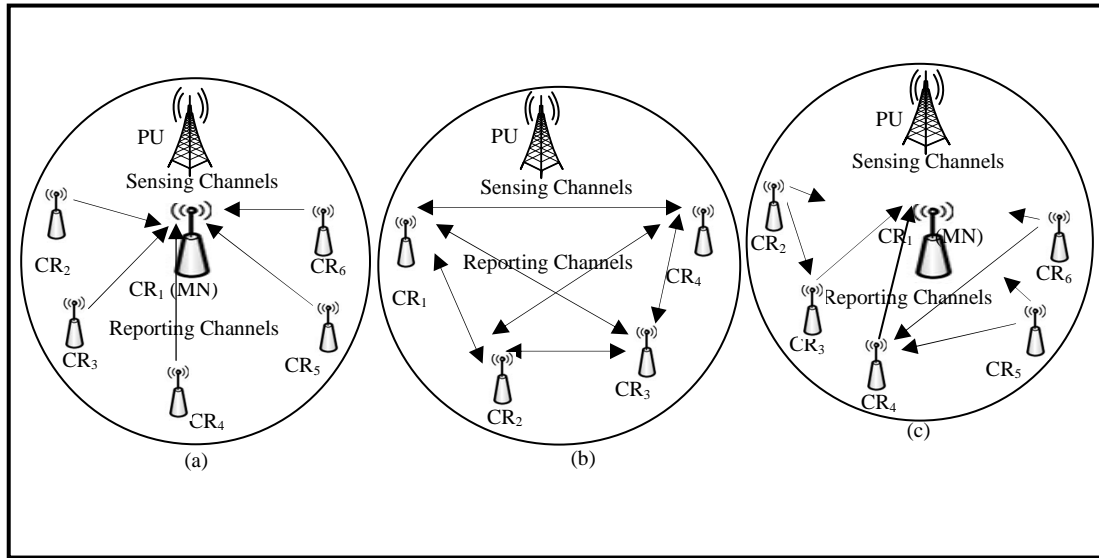 PU
Sensing Channels
CR2
CR6
CR1 (MN)
Reporting Channels
CR3
CR5
CR4
(a)
PU
Sensing Channels
Reporting Channels
CR1
CR4
CR3
CR2
(b)
PU
Sensing Channels
CR2
CR1 (MN)
CR6
Reporting Channels
CR3
CR5
CR4
(c)